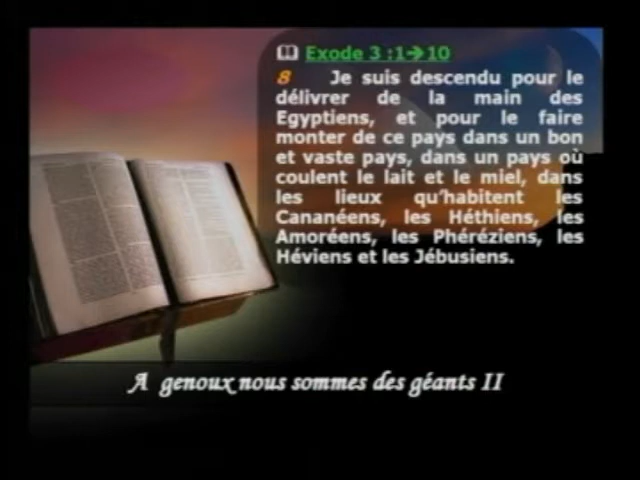 Exode 3 :1→10
8 Je suis descendu pour le
délivrer de la main des
Egyptiens, et pour le faire
monter de ce pays dans un bon
et vaste pays, dans un pays où
coulent le lait et le miel, dans
les lieux qu'habitent les
Cananéens, les Héthiens, les
Amoréens, les Phéréziens, les
Héviens et les Jébusiens.
A genoux nous sommes des géants II